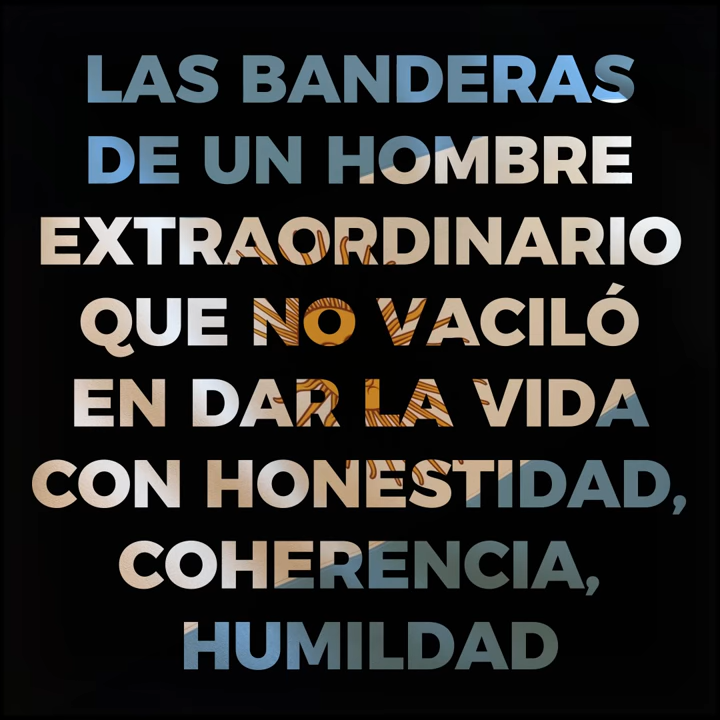 LAS BANDERAS
DE UN HOMBRE
EXTRAORDINARIO
QUE NO VACILÓ
EN DAR LA VIDA
CON HONESTIDAD,
COHERENCIA,
HUMILDAD